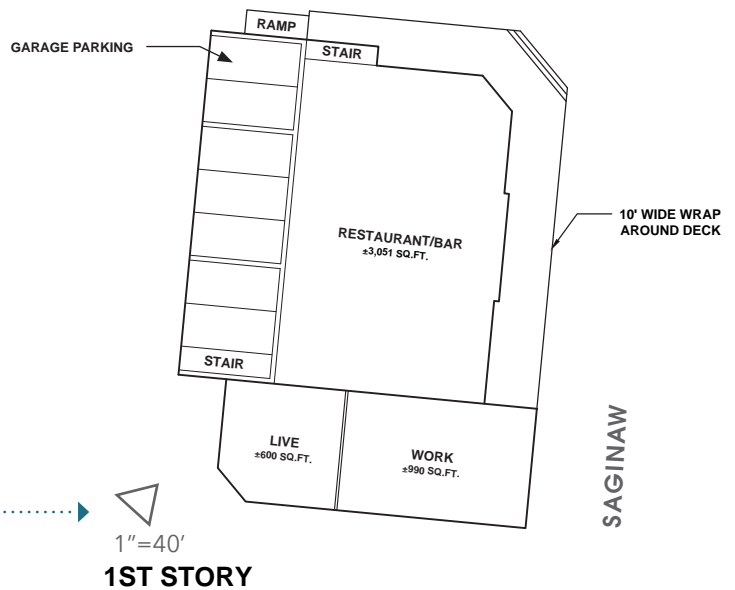 RAMP
GARAGE PARKING
STAIR
10' WIDE WRAP
AROUND DECK
RESTAURANT/BAR
±3,051 SQ.FT.
STAIR
LIVE
±600 SQ.FT.
WORK
±990 SQ.FT.
SAGINAW
1"=40'
1ST STORY